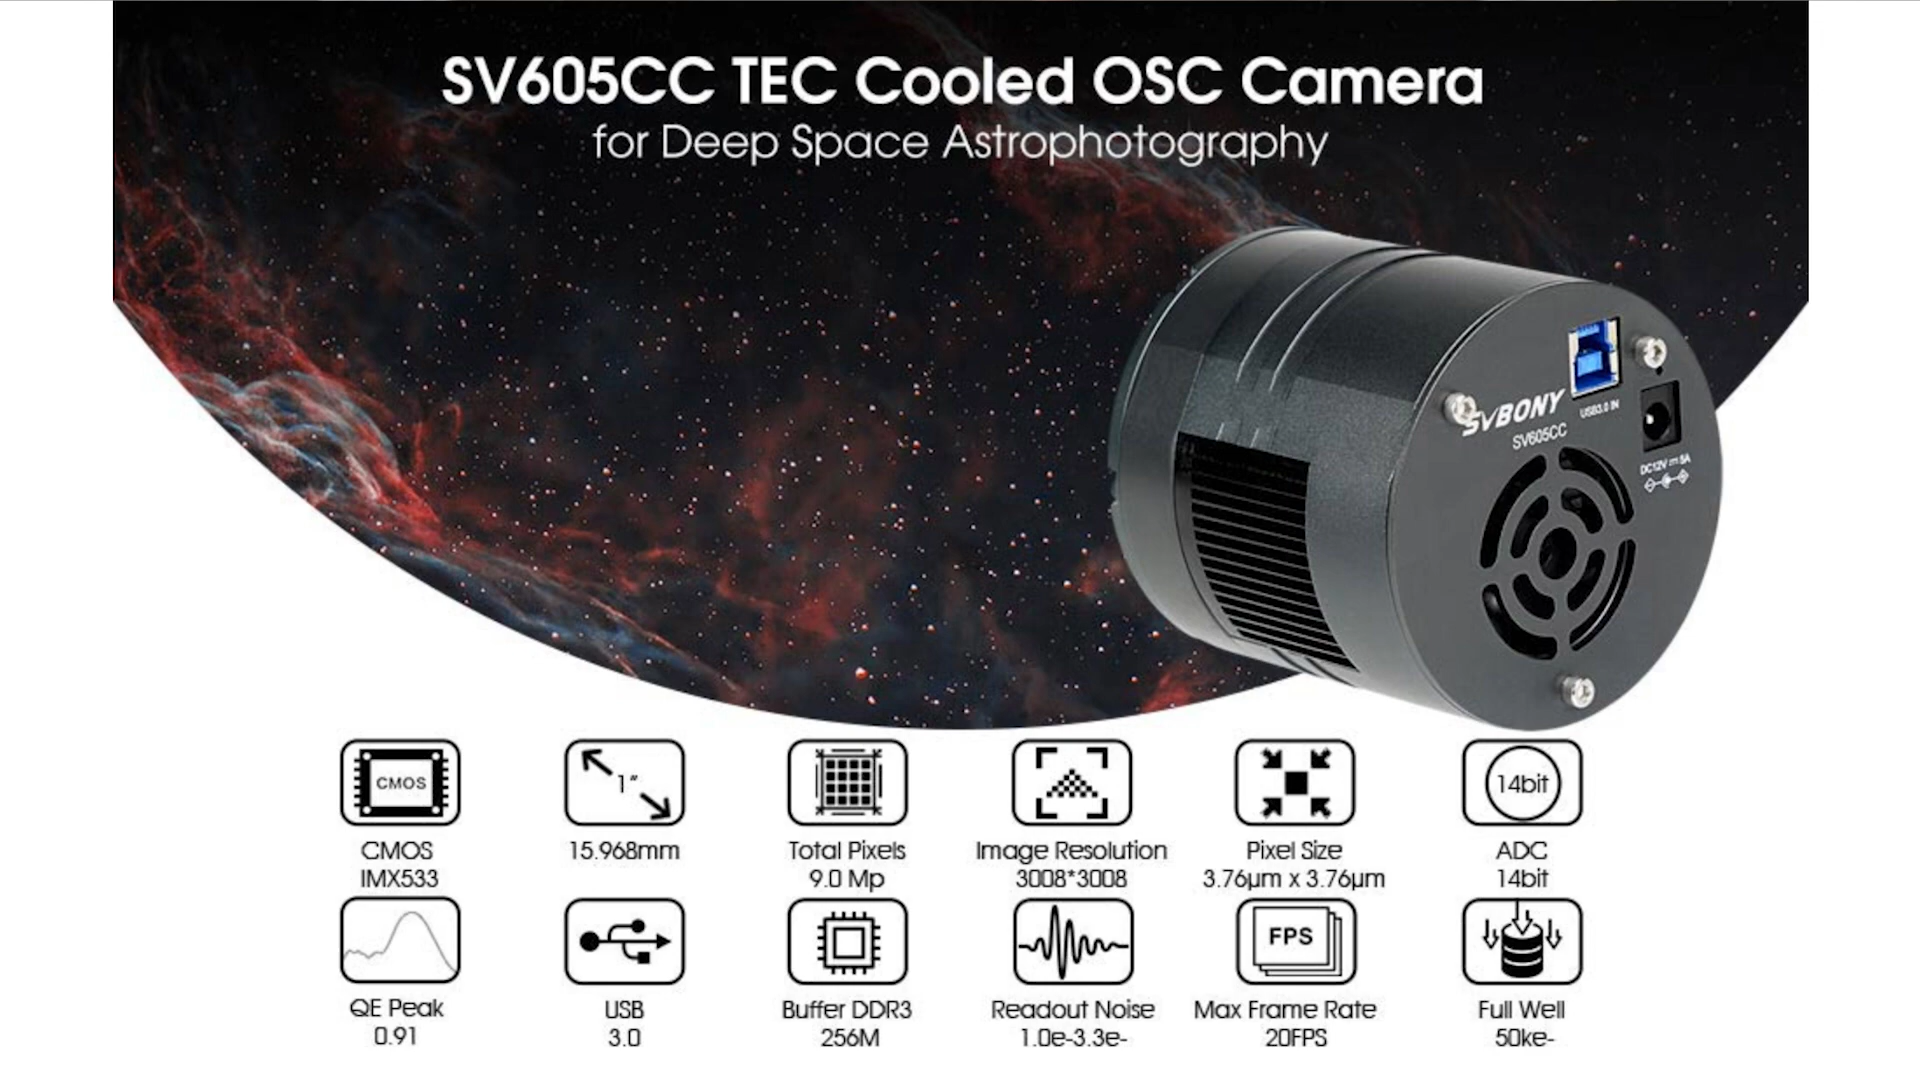 SV605CC TEC Cooled OSC Camera
for Deep Space Astrophotography
USB3.0 IN
SVBONY
SV605CC
DC12V⎓5A
CMOS
1"
14bit
CMOS
15.968mm
Total Pixels
Image Resolution
Pixel Size
ADC
IMX533
9.0 Mp
3008*3008
3.76µm x 3.76µm
14bit
FPS
QE Peak
USB
Buffer DDR3
Readout Noise
Max Frame Rate
Full Well
0.91
3.0
256M
1.0e-3.3e-
20FPS
50ke-